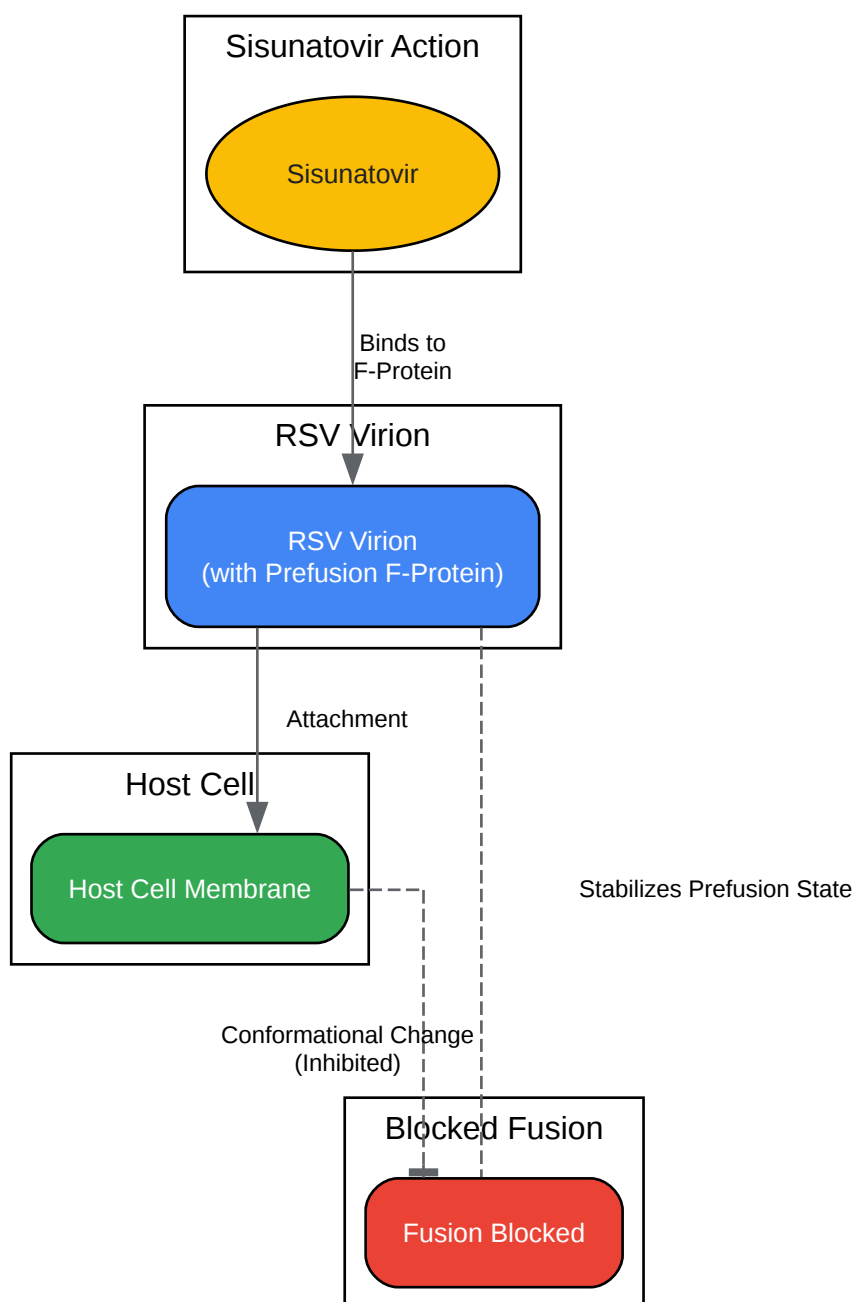 Sisunatovir Action
Sisunatovir
Binds to
F-Protein
RSV Virion
RSV Virion
(with Prefusion F-Protein)
Attachment
Host Cell
Host Cell Membrane
Stabilizes Prefusion State
Conformational Change
(Inhibited)
Blocked Fusion
Fusion Blocked